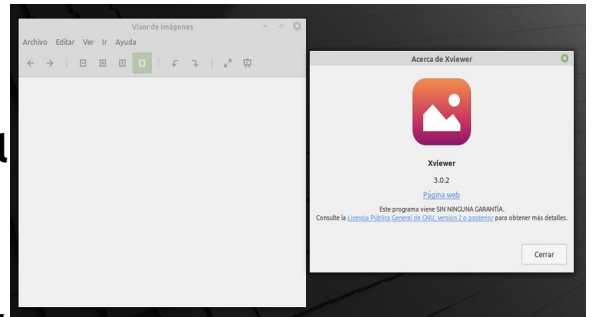 Visor de imágenes
Archivo Editar Ver Ir Ayuda
Acerca de Xviewer
Xviewer
3.0.2
Página web
Este programa viene SIN NINGUNA GARANTÍA.
Consulte la Licencia Pública General de GNU, versión 2 o posterior para obtener más detalles.
Cerrar